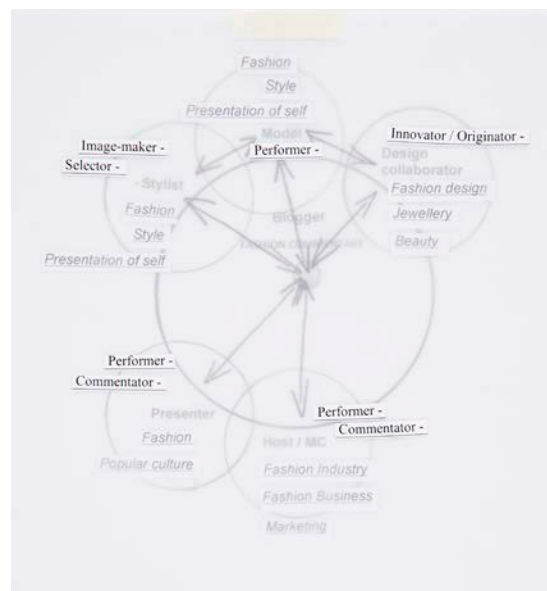 Fashion
Style
Presentation of self
Model
Performer -
Image-maker -
Selector -
- Stylist
Fashion
Style
Presentation of self
Innovator / Originator -
Design
collaborator
Fashion design
Jewellery
Beauty
Blogger
FASHION COMMENTARY
Performer -
Commentator -
Presenter
Fashion
Popular culture
Performer -
Commentator -
Host / MC
Fashion Industry
Fashion Business
Marketing